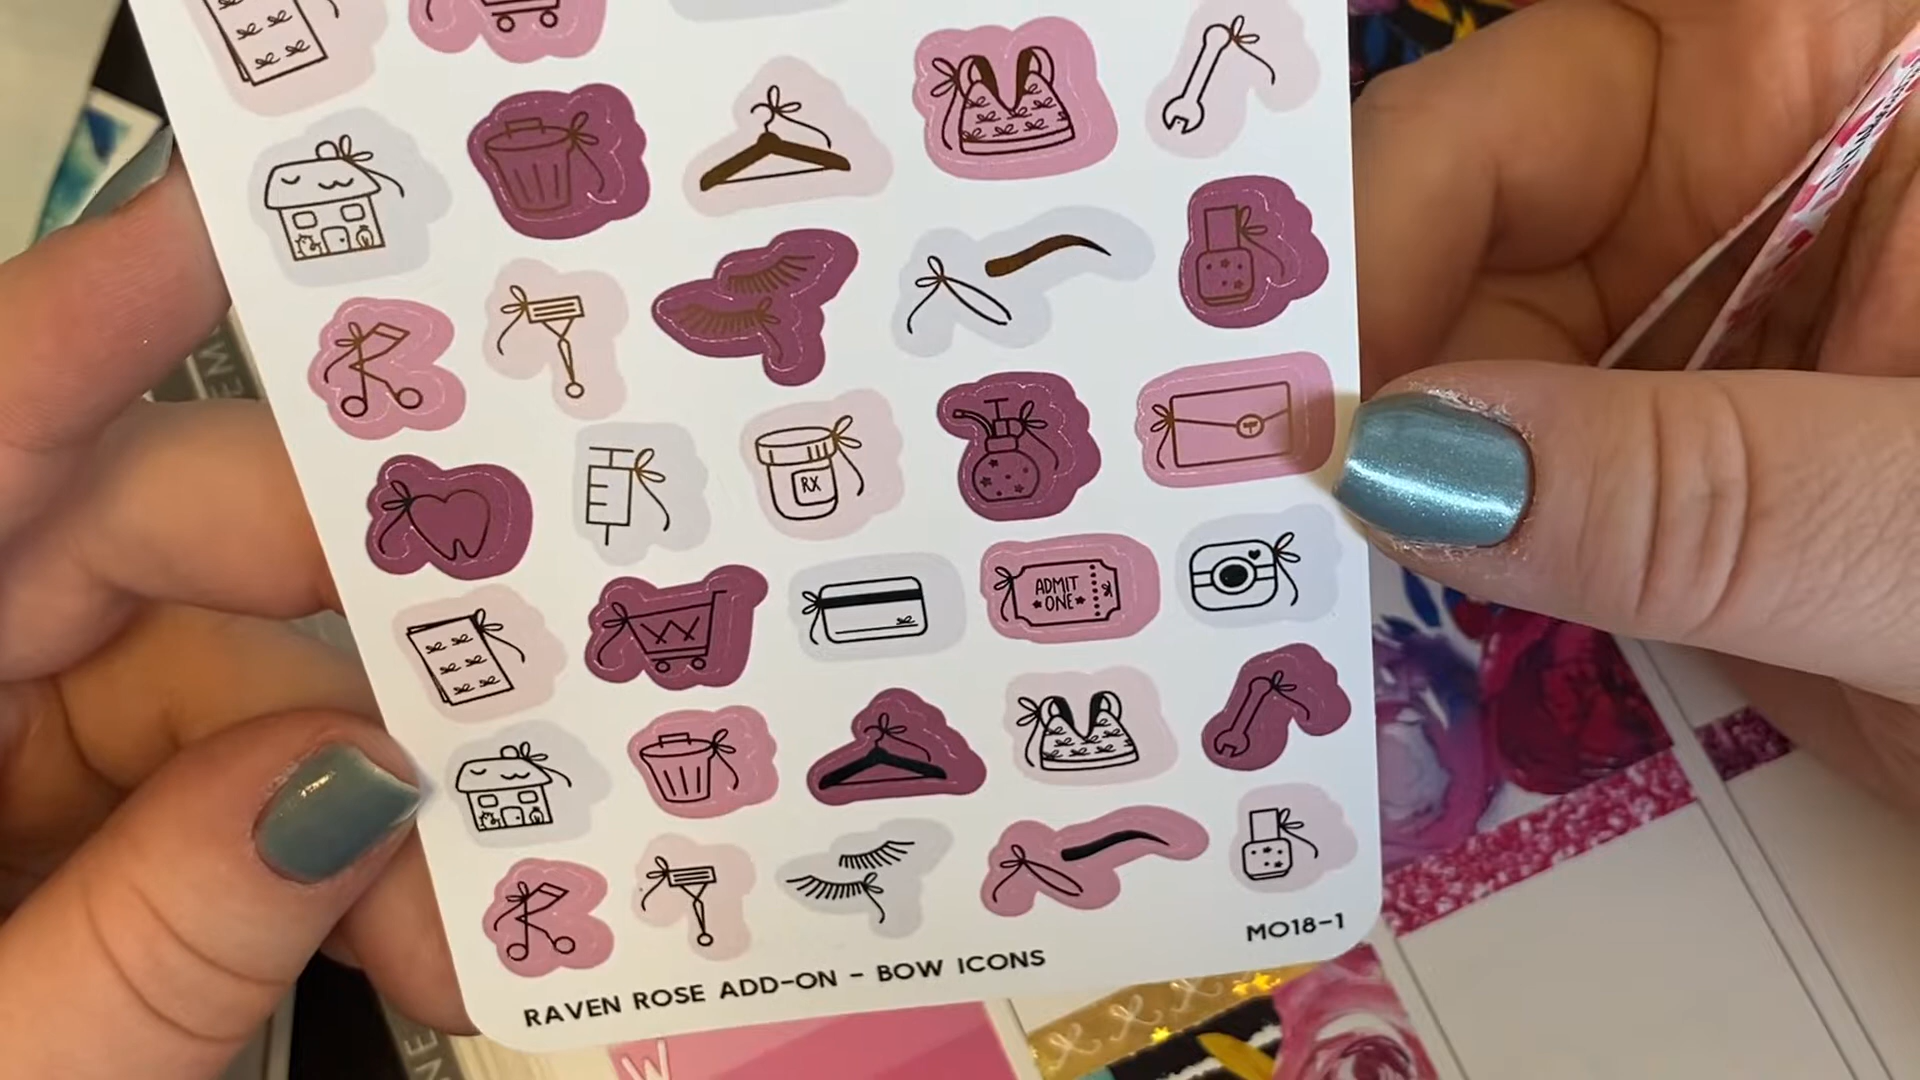 RX
ADMIT
ONE
RAVEN ROSE ADD-ON - BOW ICONS
MO18-1
W